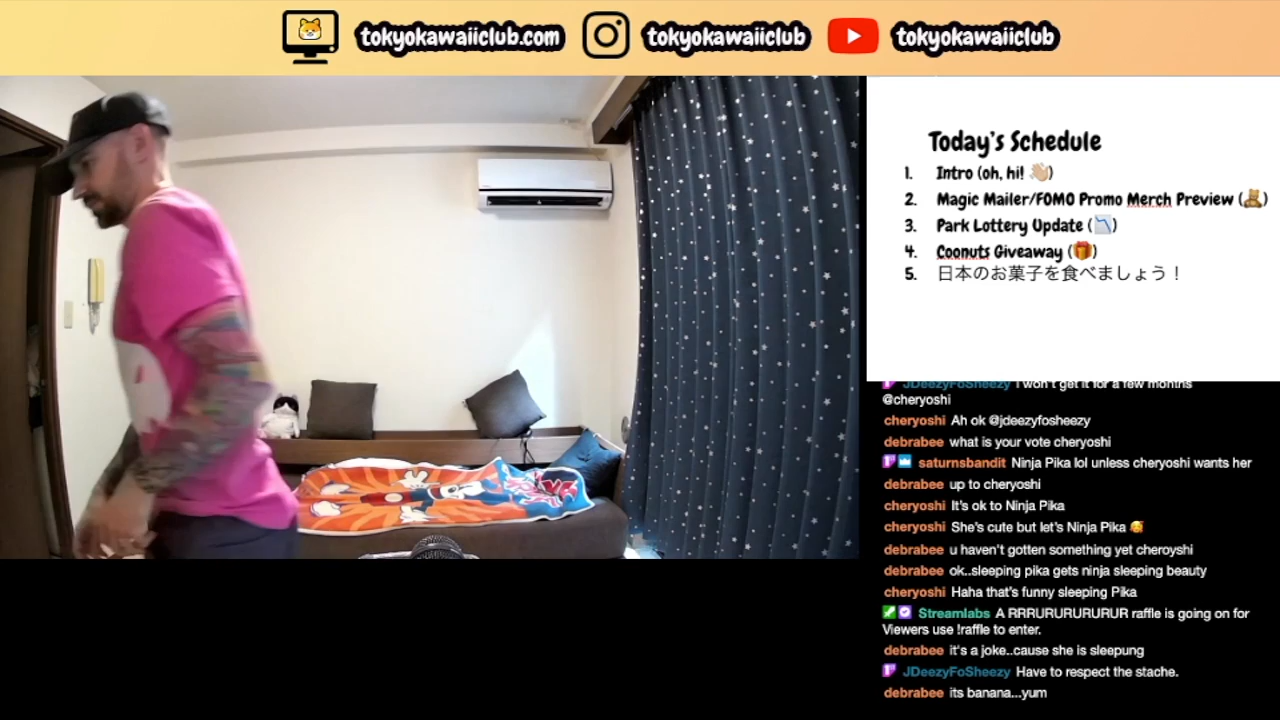 tokyokawaiiclub.com
tokyokawaiiclub
tokyokawaiiclub
Today's Schedule
1. Intro (oh, hi! 👋🏼)
2. Magic Mailer/FOMO Promo Merch Preview (🧸)
3. Park Lottery Update (📉)
4. Coonuts Giveaway (🎁)
5. 日本のお菓子を食べましょう！
JDeezyFoSheezy I won't get it for a few months
@cheryoshi
cheryoshi Ah ok @jdeezyfosheezy
debrabee what is your vote cheryoshi
saturnsbandit Ninja Pika lol unless cheryoshi wants her
debrabee up to cheryoshi
cheryoshi It's ok to Ninja Pika
cheryoshi She's cute but let's Ninja Pika 🥰
debrabee u haven't gotten something yet cheroyshi
debrabee ok..sleeping pika gets ninja sleeping beauty
cheryoshi Haha that's funny sleeping Pika
Streamlabs A RRRURURURURUR raffle is going on for
Viewers use !raffle to enter.
debrabee it's a joke..cause she is sleepung
JDeezyFoSheezy Have to respect the stache.
debrabee its banana...yum